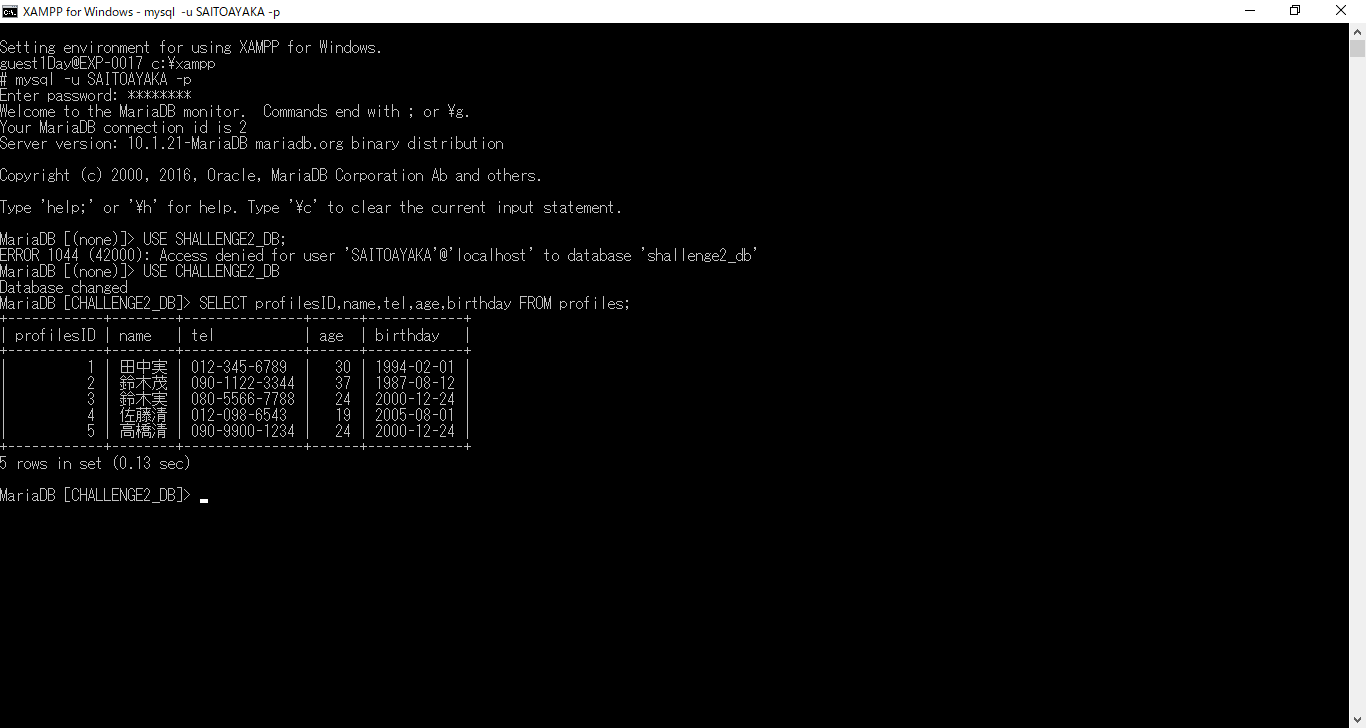 XAMPP for Windows - mysql  -u SAITOAYAKA -p
Setting environment for using XAMPP for Windows.
guest1Day@EXP-0017 c:¥xampp
# mysql -u SAITOAYAKA -p
Enter password: ********
Welcome to the MariaDB monitor.  Commands end with ; or ¥g.
Your MariaDB connection id is 2
Server version: 10.1.21-MariaDB mariadb.org binary distribution
Copyright (c) 2000, 2016, Oracle, MariaDB Corporation Ab and others.
Type 'help;' or '¥h' for help. Type '¥c' to clear the current input statement.
MariaDB [(none)]> USE SHALLENGE2_DB;
ERROR 1044 (42000): Access denied for user 'SAITOAYAKA'@'localhost' to database 'shallenge2_db'
MariaDB [(none)]> USE CHALLENGE2_DB
Database changed
MariaDB [CHALLENGE2_DB]> SELECT profilesID,name,tel,age,birthday FROM profiles;
+------------+--------+---------------+------+------------+
| profilesID | name   | tel           | age  | birthday   |
+------------+--------+---------------+------+------------+
|          1 | 田中実 | 012-345-6789  |   30 | 1994-02-01 |
|          2 | 鈴木茂 | 090-1122-3344 |   37 | 1987-08-12 |
|          3 | 鈴木実 | 080-5566-7788 |   24 | 2000-12-24 |
|          4 | 佐藤清 | 012-098-6543  |   19 | 2005-08-01 |
|          5 | 高橋清 | 090-9900-1234 |   24 | 2000-12-24 |
+------------+--------+---------------+------+------------+
5 rows in set (0.13 sec)
MariaDB [CHALLENGE2_DB]> _